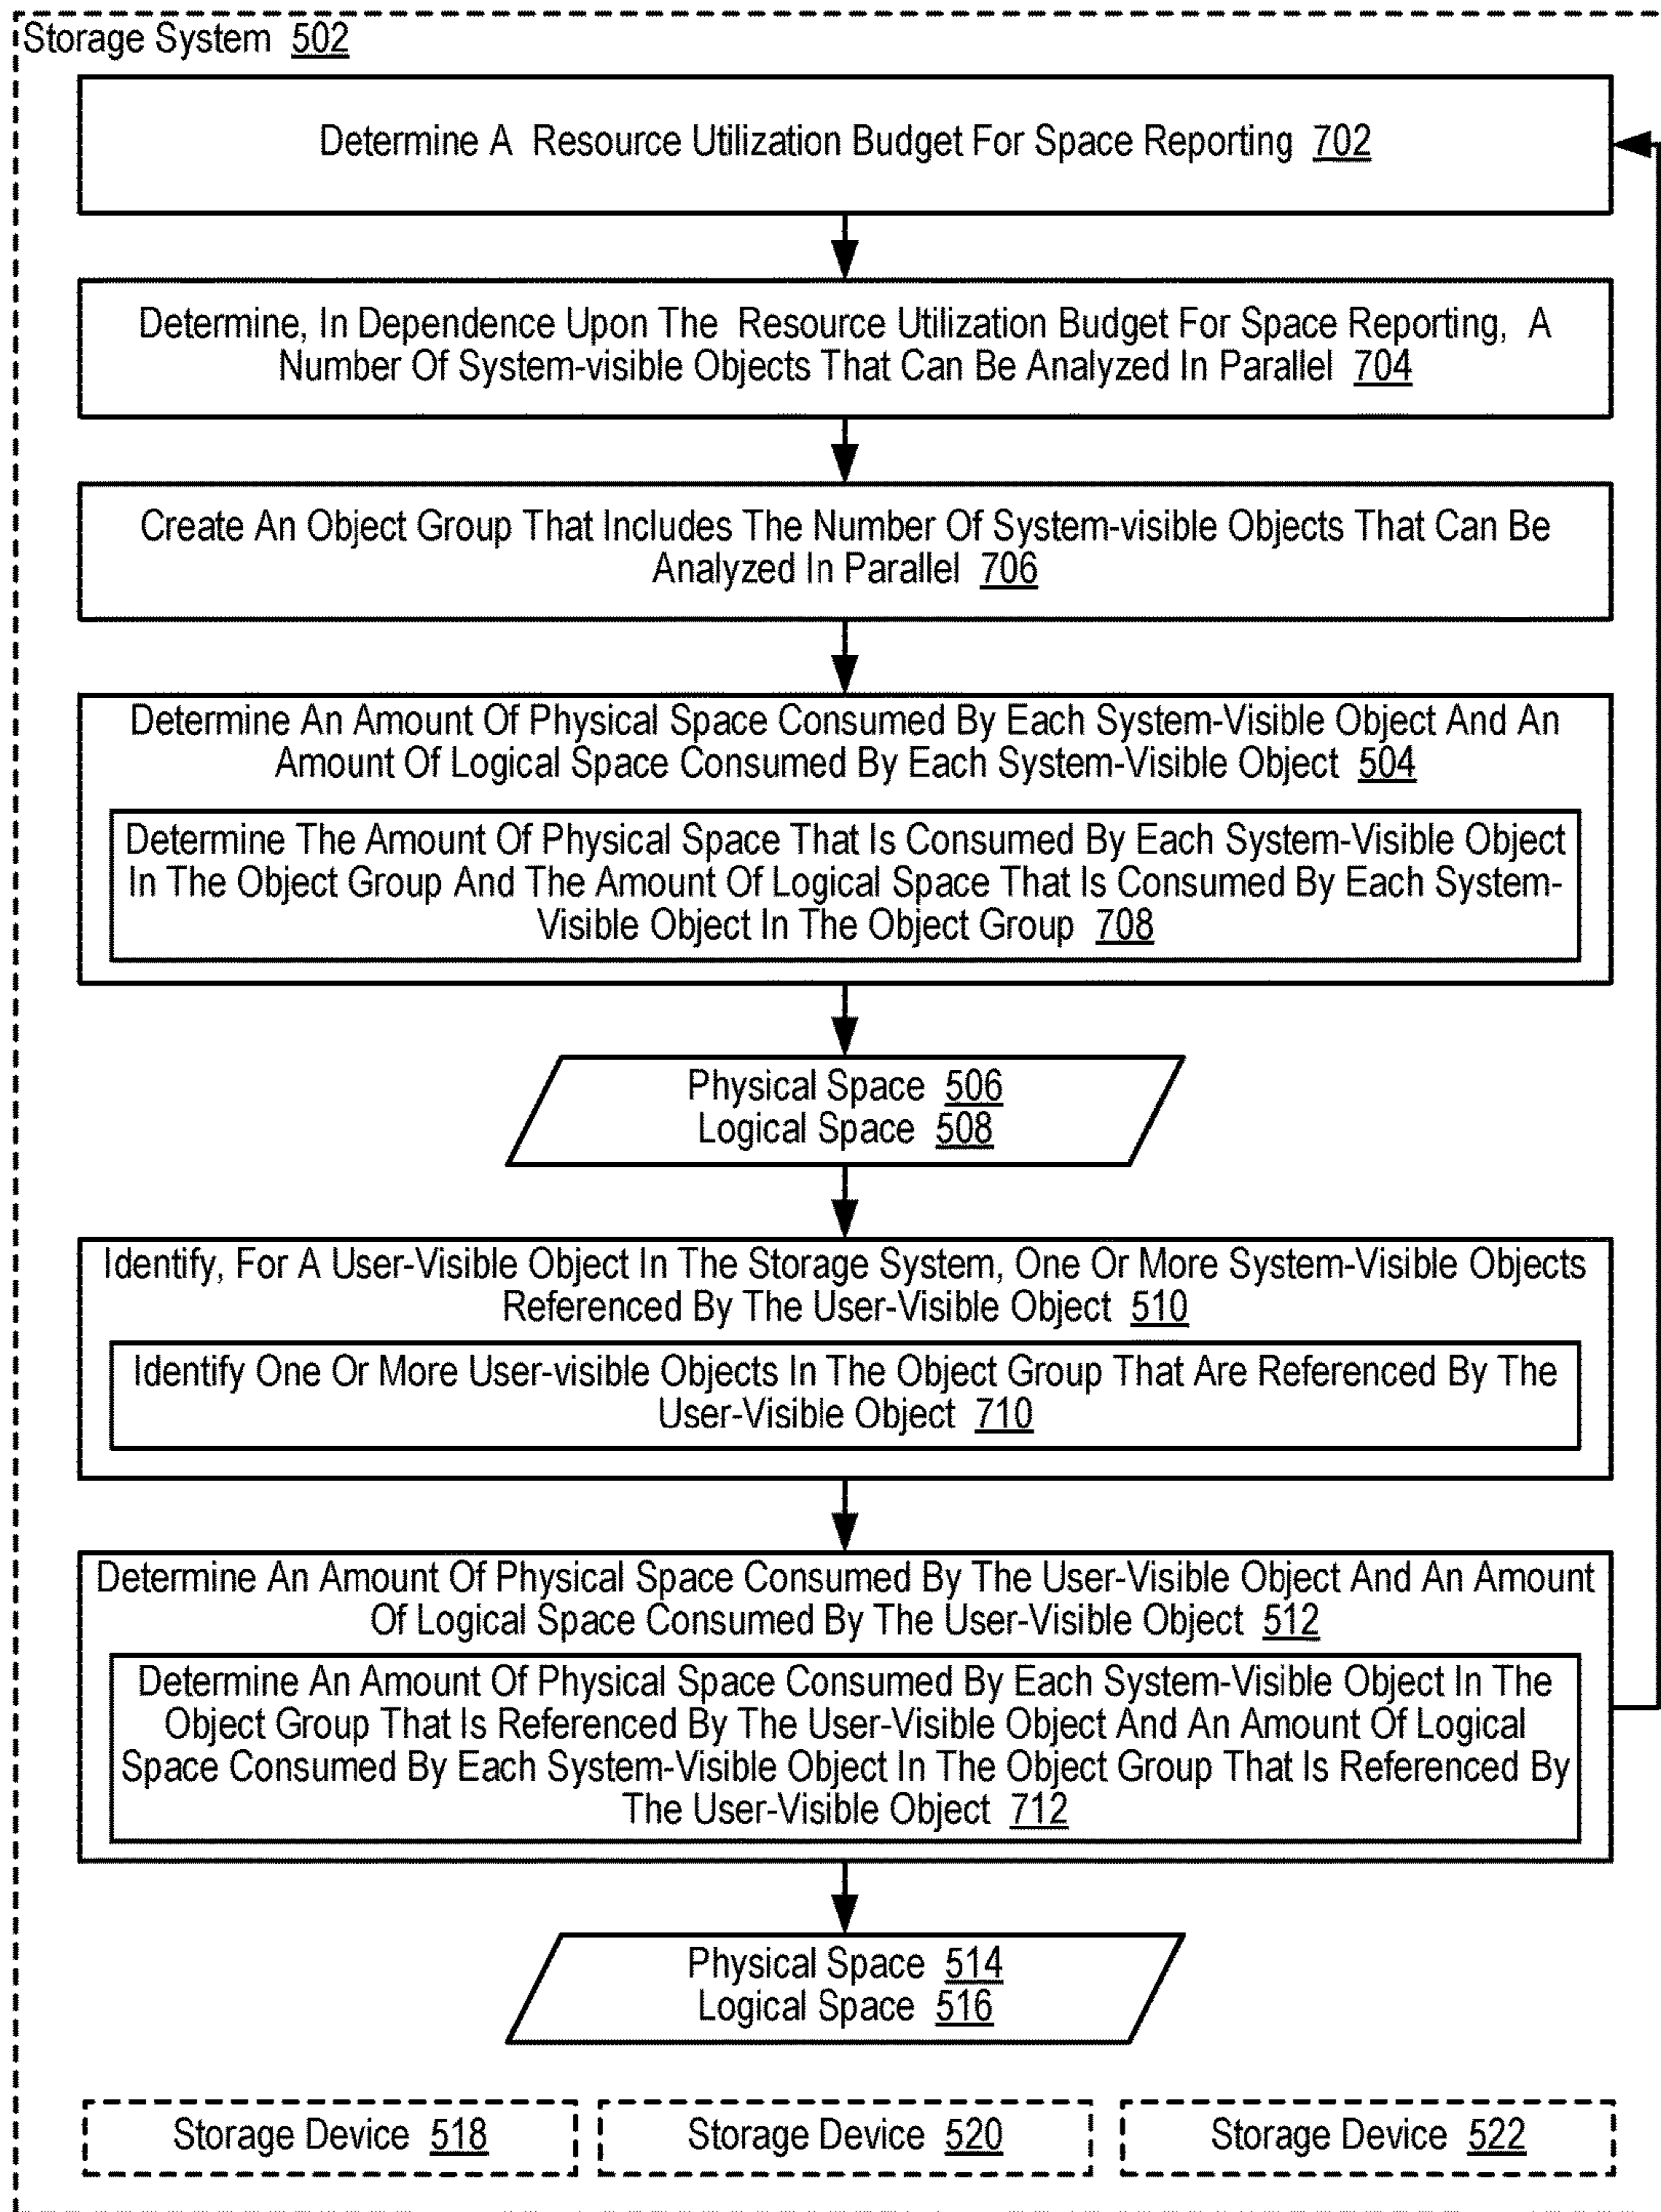 Storage System 502
Determine A Resource Utilization Budget For Space Reporting 702
Determine, In Dependence Upon The Resource Utilization Budget For Space Reporting, A
Number Of System-visible Objects That Can Be Analyzed In Parallel 704
Create An Object Group That Includes The Number Of System-visible Objects That Can Be
Analyzed In Parallel 706
Determine An Amount Of Physical Space Consumed By Each System-Visible Object And An
Amount Of Logical Space Consumed By Each System-Visible Object 504
Determine The Amount Of Physical Space That Is Consumed By Each System-Visible Object
In The Object Group And The Amount Of Logical Space That Is Consumed By Each System-
Visible Object In The Object Group 708
Physical Space 506
Logical Space 508
Identify, For A User-Visible Object In The Storage System, One Or More System-Visible Objects
Referenced By The User-Visible Object 510
Identify One Or More User-visible Objects In The Object Group That Are Referenced By The
User-Visible Object 710
Determine An Amount Of Physical Space Consumed By The User-Visible Object And An Amount
Of Logical Space Consumed By The User-Visible Object 512
Determine An Amount Of Physical Space Consumed By Each System-Visible Object In The
Object Group That Is Referenced By The User-Visible Object And An Amount Of Logical
Space Consumed By Each System-Visible Object In The Object Group That Is Referenced By
The User-Visible Object 712
Physical Space 514
Logical Space 516
Storage Device 518
Storage Device 520
Storage Device 522